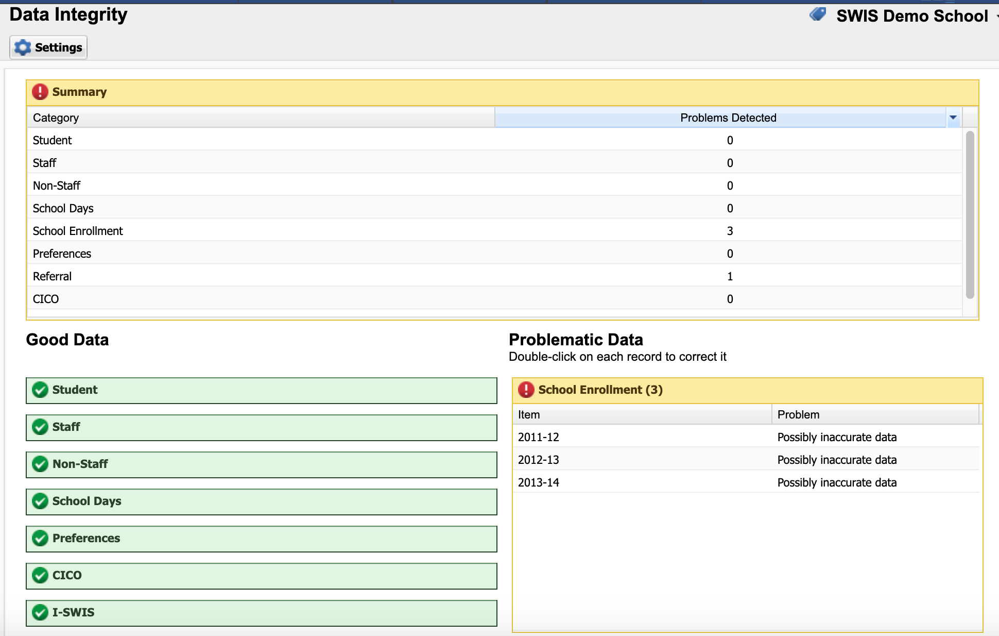 Data Integrity
SWIS Demo School
Settings
Summary
Category Problems Detected
Student 0
Staff 0
Non-Staff 0
School Days 0
School Enrollment 3
Preferences 0
Referral 1
CICO 0
Good Data
Student
Staff
Non-Staff
School Days
Preferences
CICO
I-SWIS
Problematic Data
Double-click on each record to correct it
School Enrollment (3)
Item Problem
2011-12 Possibly inaccurate data
2012-13 Possibly inaccurate data
2013-14 Possibly inaccurate data